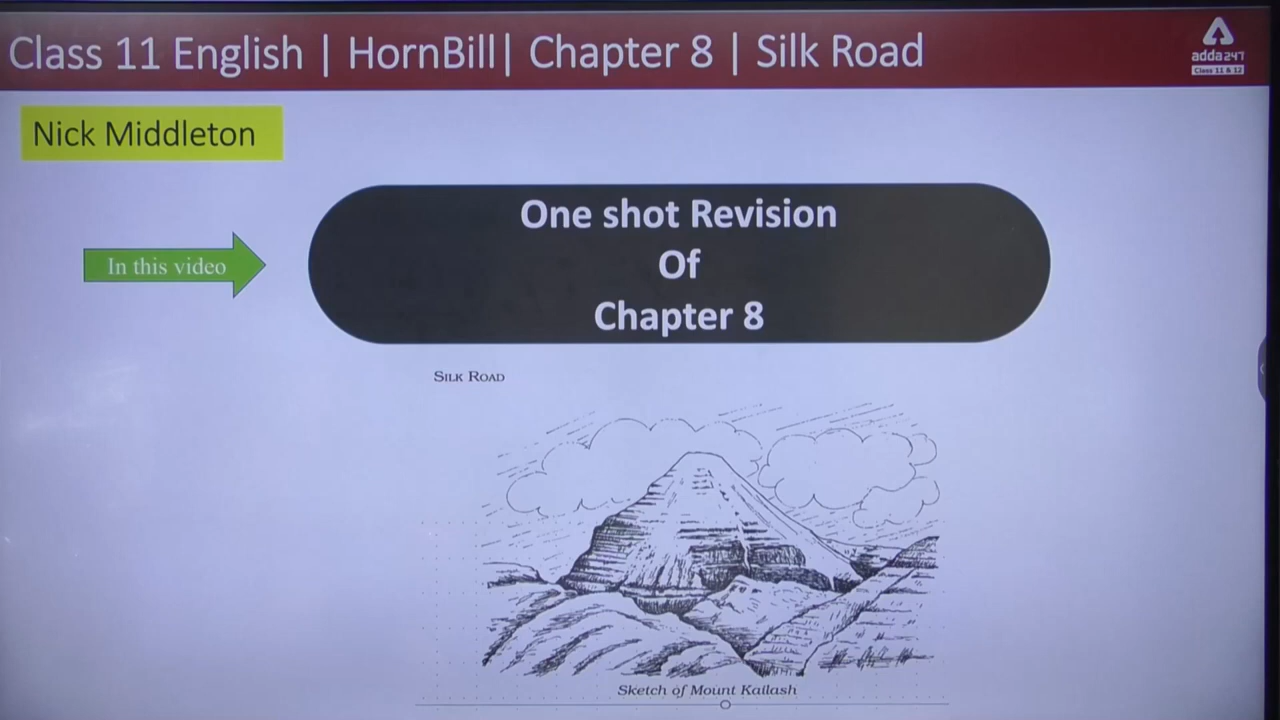 Class 11 English | HornBill| Chapter 8 | Silk Road
adda247
Class 11 & 12
Nick Middleton
One shot Revision
Of
Chapter 8
In this video
SILK ROAD
Sketch of Mount Kailash